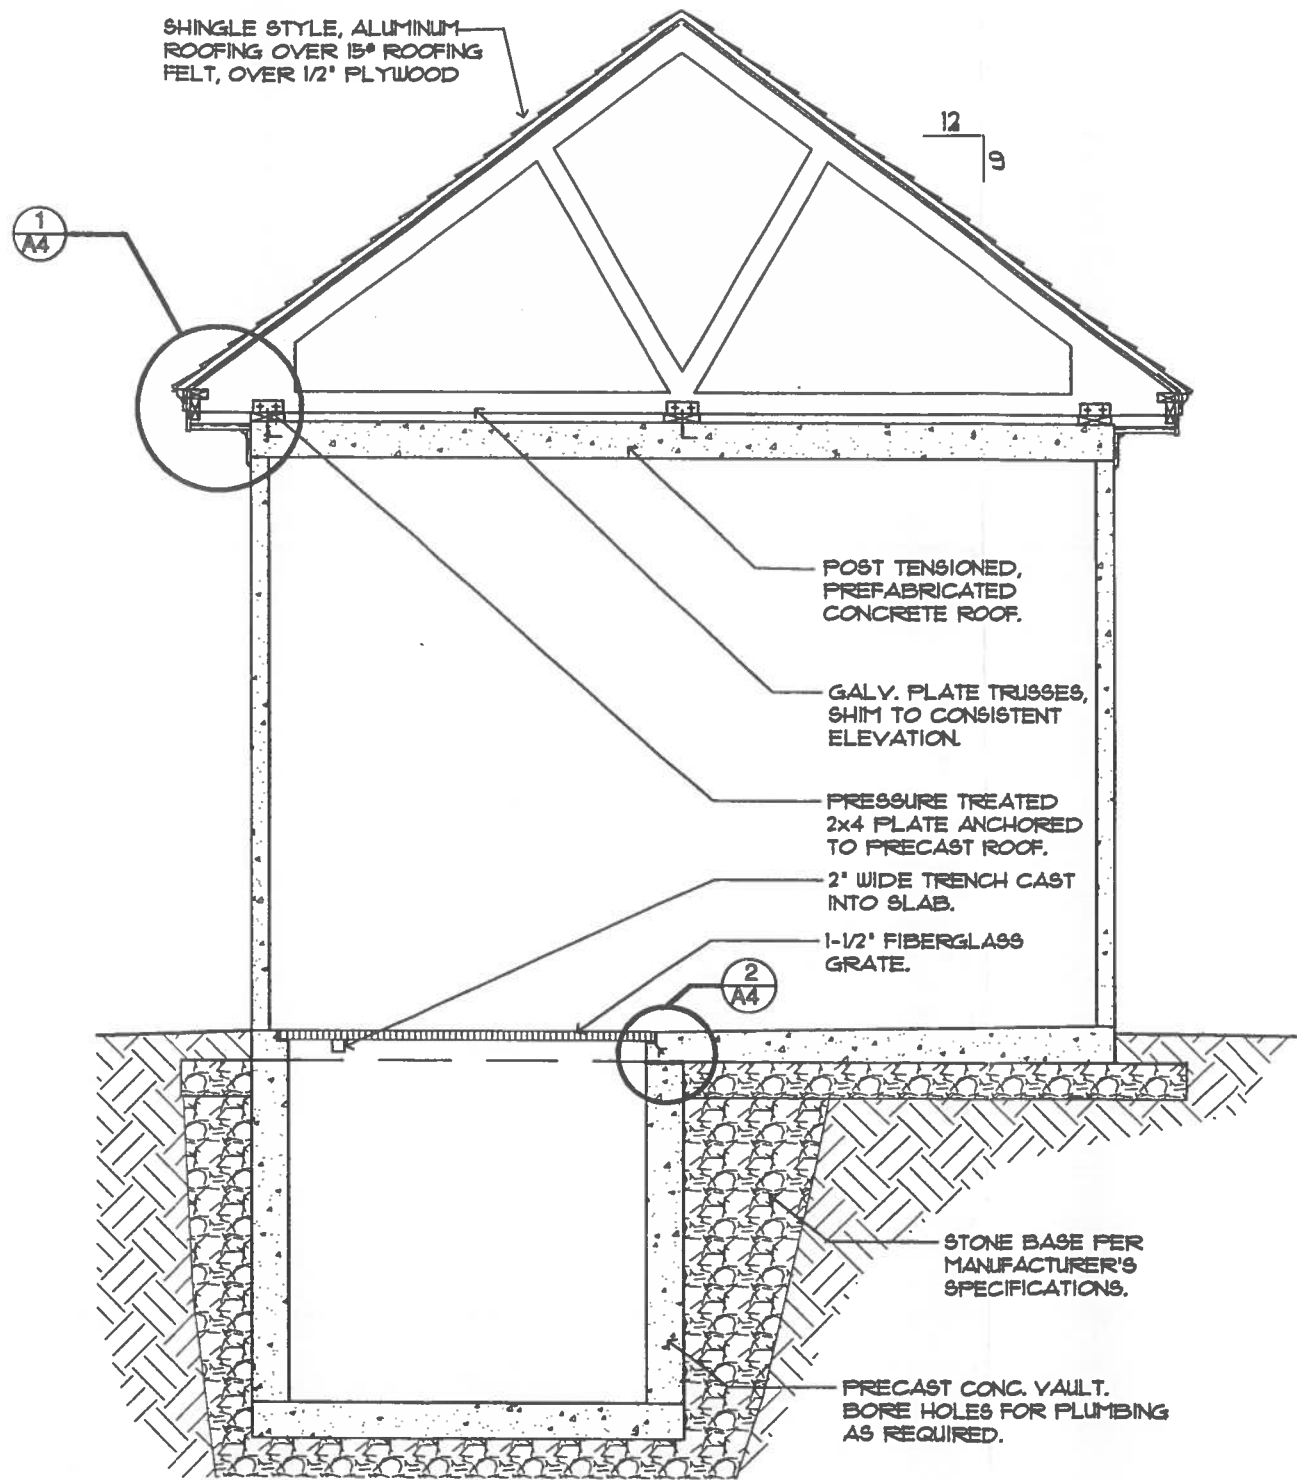 SHINGLE STYLE, ALUMINUM
ROOFING OVER 15# ROOFING
FELT, OVER 1/2" PLYWOOD
12
9
1
A4
POST TENSIONED,
PREFABRICATED
CONCRETE ROOF.
GALV. PLATE TRUSSES,
SHIM TO CONSISTENT
ELEVATION.
PRESSURE TREATED
2x4 PLATE ANCHORED
TO PRECAST ROOF.
2" WIDE TRENCH CAST
INTO SLAB.
1-1/2" FIBERGLASS
GRATE.
2
A4
STONE BASE PER
MANUFACTURER'S
SPECIFICATIONS.
PRECAST CONC. VAULT.
BORE HOLES FOR PLUMBING
AS REQUIRED.